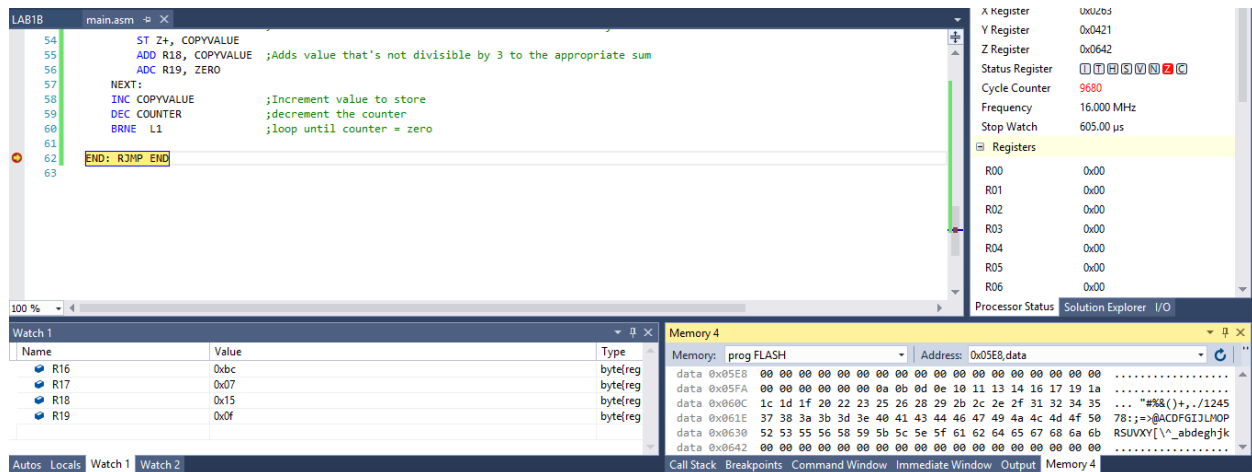 LAB1B main.asm
54 ST Z+, COPYVALUE
55 ADD R18, COPYVALUE ;Adds value that's not divisible by 3 to the appropriate sum
56 ADC R19, ZERO
57 NEXT:
58 INC COPYVALUE ;Increment value to store
59 DEC COUNTER ;decrement the counter
60 BRNE L1 ;loop until counter = zero
61
62 END: RJMP END
63
100 %
X Register 0x0263
Y Register 0x0421
Z Register 0x0642
Status Register I T H S V N Z C
Cycle Counter 9680
Frequency 16.000 MHz
Stop Watch 605.00 µs
Registers
R00 0x00
R01 0x00
R02 0x00
R03 0x00
R04 0x00
R05 0x00
R06 0x00
Processor Status Solution Explorer I/O
Watch 1
Name Value Type
R16 0xbc byte{reg
R17 0x07 byte{reg
R18 0x15 byte{reg
R19 0x0f byte{reg
Autos Locals Watch 1 Watch 2
Memory 4
Memory: prog FLASH Address: 0x05E8,data
data 0x05E8 00 00 00 00 00 00 00 00 00 00 00 00 00 00 00 00 00 00 ..................
data 0x05FA 00 00 00 00 00 00 0a 0b 0d 0e 10 11 13 14 16 17 19 1a ..................
data 0x060C 1c 1d 1f 20 22 23 25 26 28 29 2b 2c 2e 2f 31 32 34 35 ... "#%&()+,./1245
data 0x061E 37 38 3a 3b 3d 3e 40 41 43 44 46 47 49 4a 4c 4d 4f 50 78:;=>@ACDFGIJLMOP
data 0x0630 52 53 55 56 58 59 5b 5c 5e 5f 61 62 64 65 67 68 6a 6b RSUVXY[\^_abdeghjk
data 0x0642 00 00 00 00 00 00 00 00 00 00 00 00 00 00 00 00 00 00 ..................
Call Stack Breakpoints Command Window Immediate Window Output Memory 4